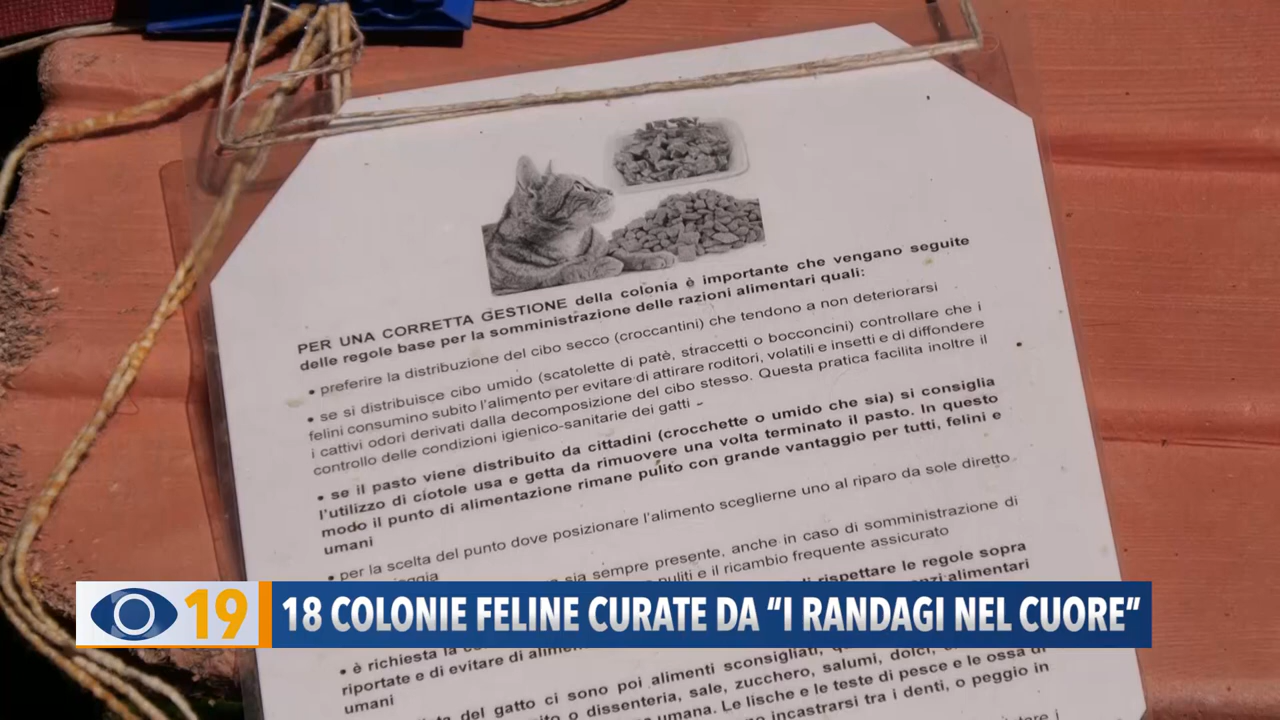 PER UNA CORRETTA GESTIONE della colonia è importante che vengano seguite
delle regole base per la somministrazione delle razioni alimentari quali:
• preferire la distribuzione del cibo secco (croccantini) che tendono a non deteriorarsi
• se si distribuisce cibo umido (scatolette di patè, straccetti o bocconcini) controllare che i
felini consumino subito l'alimento per evitare di attirare roditori, volatili e insetti e di diffondere
i cattivi odori derivati dalla decomposizione del cibo stesso. Questa pratica facilita inoltre il
controllo delle condizioni igienico-sanitarie dei gatti -
• se il pasto viene distribuito da cittadini (crocchette o umido che sia) si consiglia
l'utilizzo di ciotole usa e getta da rimuovere una volta terminato il pasto. In questo
modo il punto di alimentazione rimane pulito con grande vantaggio per tutti, felini e
umani
• per la scelta del punto dove posizionare l'alimento sceglierne uno al riparo da sole diretto
sia sempre presente, anche in caso di somministrazione di
puliti e il ricambio frequente assicurato
• è richiesta la
di rispettare le regole sopra
riportate e di evitare di
alimentari
umani
del gatto ci sono poi alimenti sconsigliati,
o dissenteria, sale, zucchero, salumi, dolci,
umana. Le lische e le teste di pesce e le ossa di
incastrarsi tra i denti, o peggio in
19
18 COLONIE FELINE CURATE DA “I RANDAGI NEL CUORE”